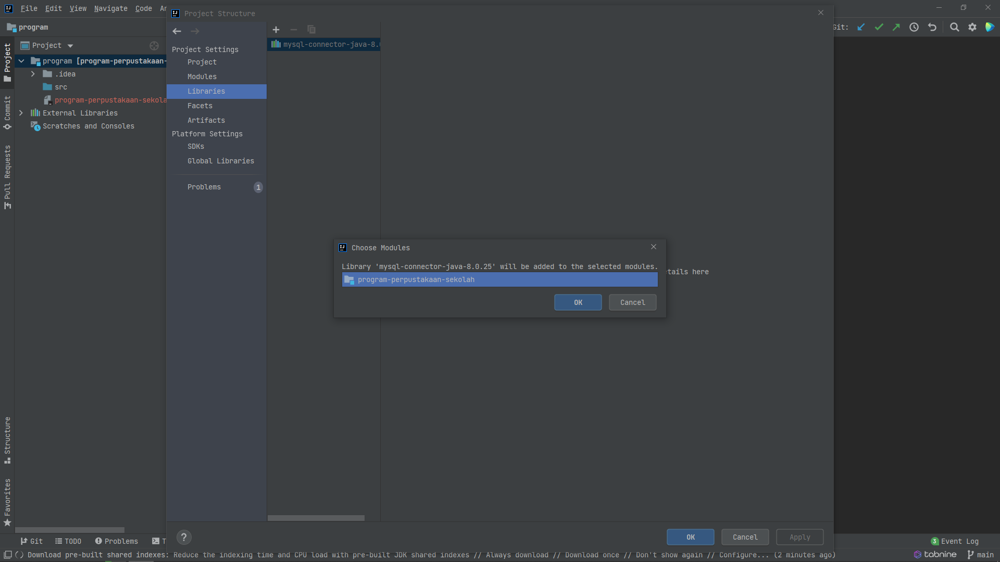 File Edit View Navigate Code
Project Structure
program
Git:
Project
Project Settings
mysql-connector-java-8.
program [program-perpustakaan-
Project
.idea
Modules
src
Libraries
program-perpustakaan-sekola
Facets
External Libraries
Artifacts
Scratches and Consoles
Platform Settings
SDKs
Global Libraries
Problems 1
Project
Commit
Pull Requests
Structure
Favorites
Choose Modules
Library 'mysql-connector-java-8.0.25' will be added to the selected modules.
tails here
program-perpustakaan-sekolah
OK Cancel
? OK Cancel Apply
Git TODO Problems T
3 Event Log
Download pre-built shared indexes: Reduce the indexing time and CPU load with pre-built JDK shared indexes // Always download // Download once // Don't show again // Configure... (2 minutes ago)
tabnine main